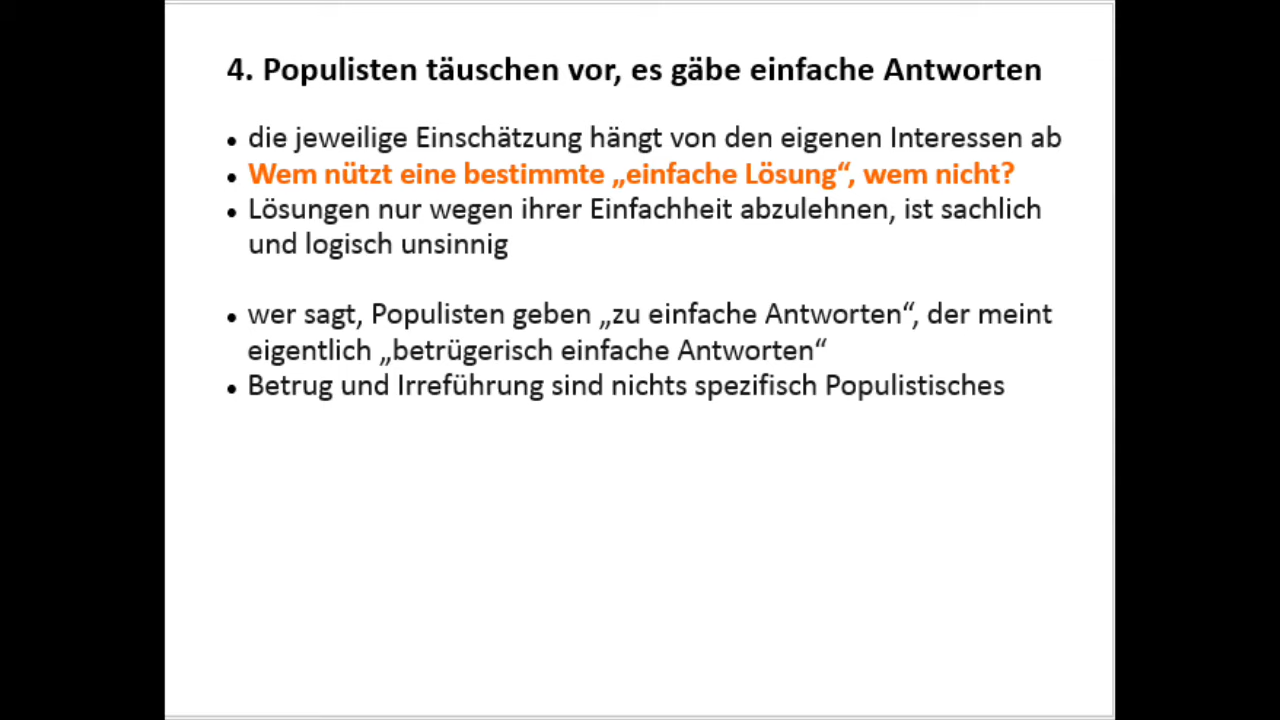 4. Populisten täuschen vor, es gäbe einfache Antworten
• die jeweilige Einschätzung hängt von den eigenen Interessen ab
• Wem nützt eine bestimmte „einfache Lösung“, wem nicht?
• Lösungen nur wegen ihrer Einfachheit abzulehnen, ist sachlich
und logisch unsinnig
• wer sagt, Populisten geben „zu einfache Antworten“, der meint
eigentlich „betrügerisch einfache Antworten“
• Betrug und Irreführung sind nichts spezifisch Populistisches